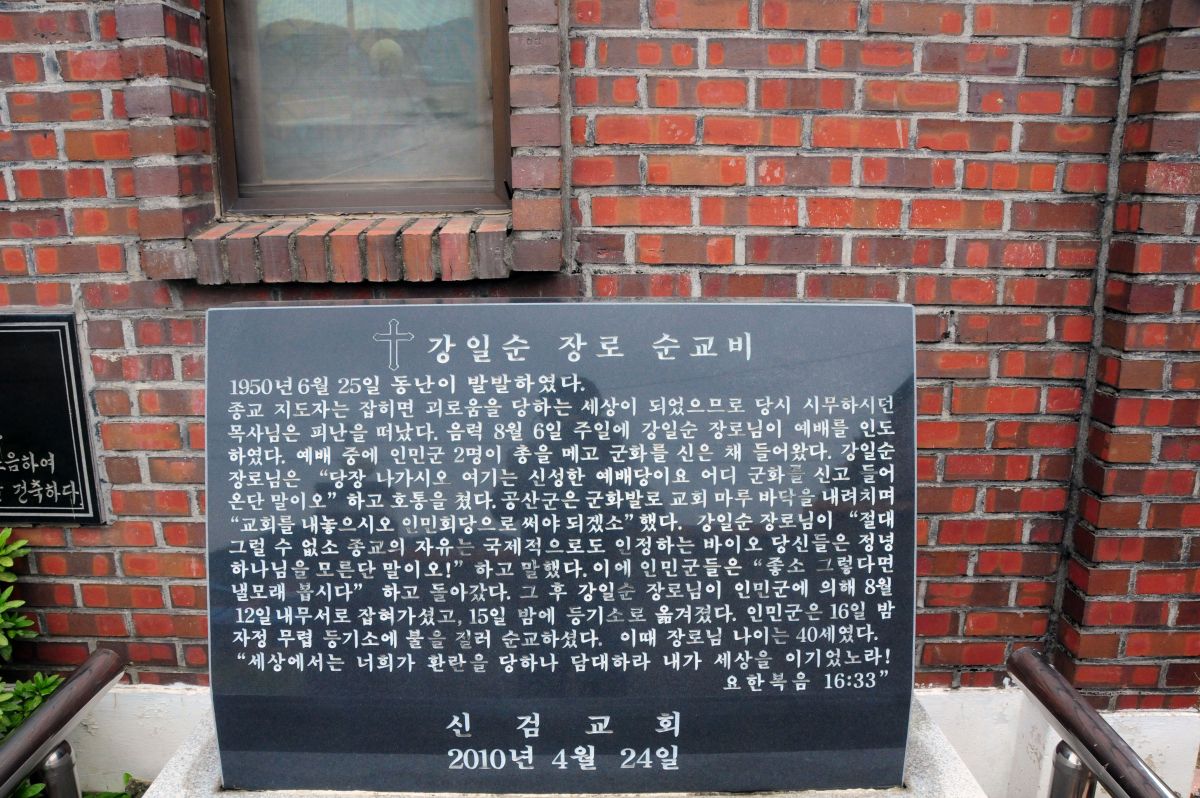 강일순 장로 순교비
1950년 6월 25일 동난이 발발하였다.
종교 지도자는 잡히면 괴로움을 당하는 세상이 되었으므로 당시 시무하시던
목사님은 피난을 떠났다. 음력 8월 6일 주일에 강일순 장로님이 예배를 인도
하였다. 예배 중에 인민군 2명이 총을 메고 군화를 신은 채 들어왔다. 강일순
장로님은 “당장 나가시오 여기는 신성한 예배당이요 어디 군화를 신고 들어
온단 말이오” 하고 호통을 쳤다. 공산군은 군화발로 교회 마루 바닥을 내려치며
“교회를 내놓으시오 인민회당으로 써야 되겠소” 했다. 강일순 장로님이 “절대
그럴 수 없소 종교의 자유는 국제적으로도 인정하는 바이오 당신들은 정녕
하나님을 모른단 말이오!” 하고 말했다. 이에 인민군들은 “좋소 그렇다면
낼모래 봅시다” 하고 돌아갔다. 그 후 강일순 장로님이 인민군에 의해 8월
12일 내무서로 잡혀가셨고, 15일 밤에 등기소로 옮겨졌다. 인민군은 16일 밤
자정 무렵 등기소에 불을 질러 순교하셨다. 이때 장로님 나이는 40세였다.
“세상에서는 너희가 환란을 당하나 담대하라 내가 세상을 이기었노라!
요한복음 16:33”
신 검 교 회
2010년 4월 24일
하여
건축하다